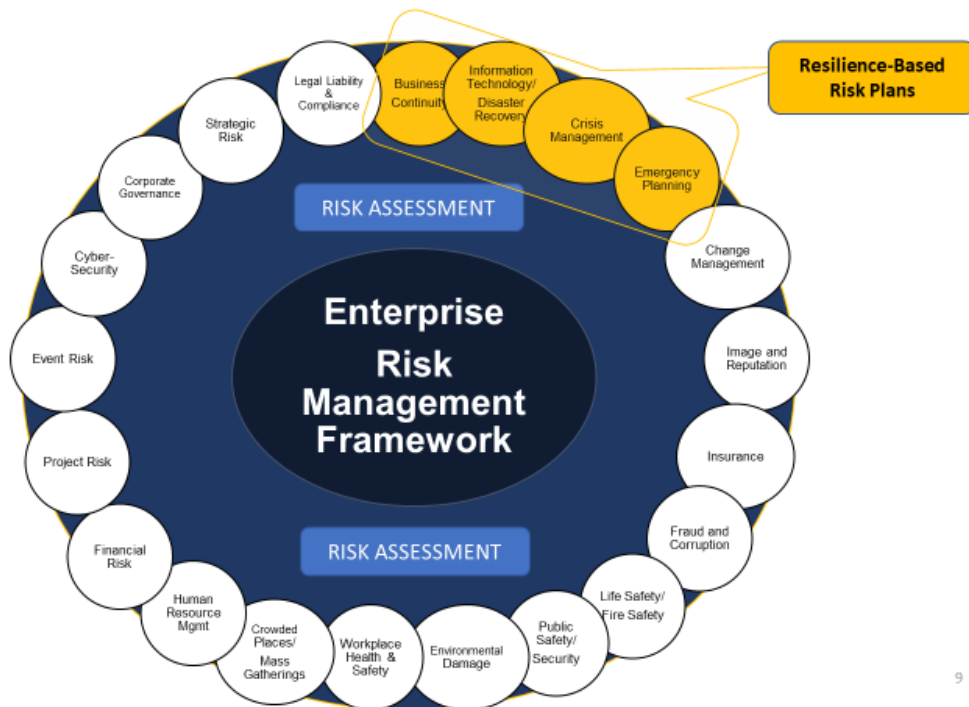 Resilience-Based
Risk Plans
Legal Liability
&
Compliance
Business
Continuity
Information
Technology/
Disaster
Recovery
Crisis
Management
Emergency
Planning
Change
Management
Image and
Reputation
Insurance
Fraud and
Corruption
Life Safety/
Fire Safety
Public
Safety/
Security
Environmental
Damage
Workplace
Health &
Safety
Crowded
Places/
Mass
Gatherings
Human
Resource
Mgmt
Financial
Risk
Project Risk
Event Risk
Cyber-
Security
Corporate
Governance
Strategic
Risk
RISK ASSESSMENT
Enterprise
Risk
Management
Framework
RISK ASSESSMENT
9